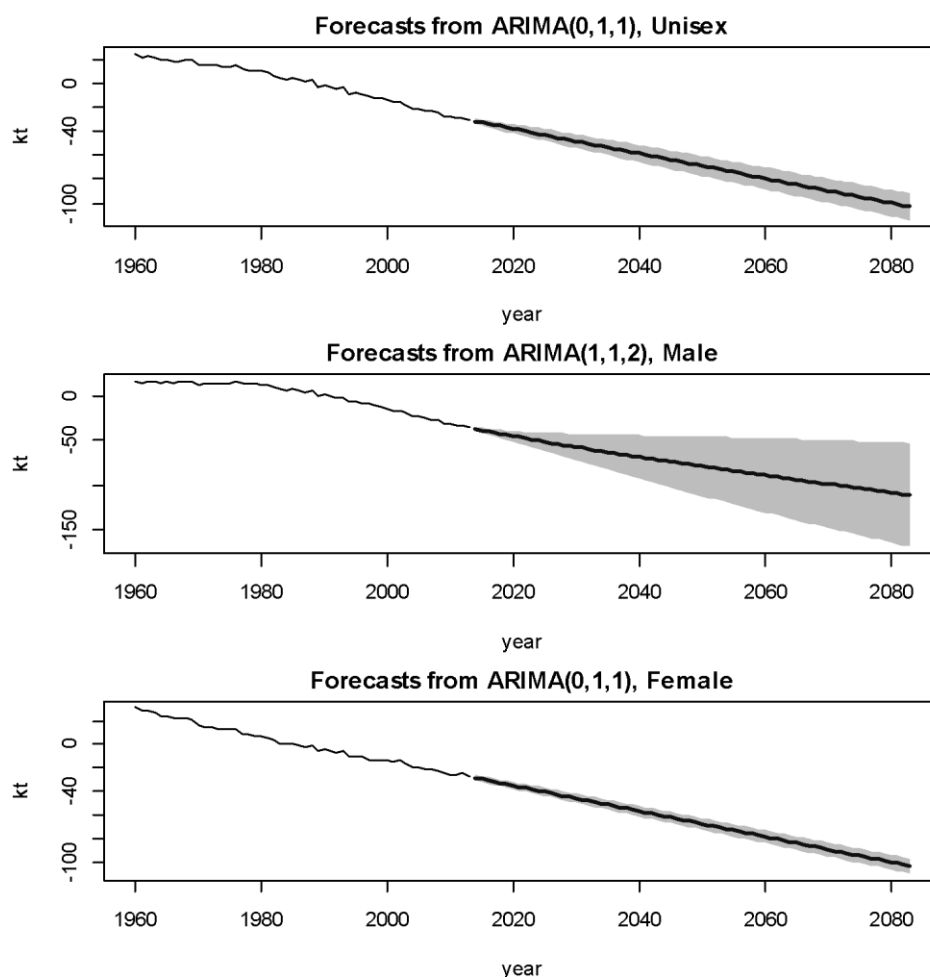 Forecasts from ARIMA(0,1,1), Unisex
0
-40
-100
kt
1960 1980 2000 2020 2040 2060 2080
year
Forecasts from ARIMA(1,1,2), Male
0
-50
-150
kt
1960 1980 2000 2020 2040 2060 2080
year
Forecasts from ARIMA(0,1,1), Female
0
-40
-100
kt
1960 1980 2000 2020 2040 2060 2080
year